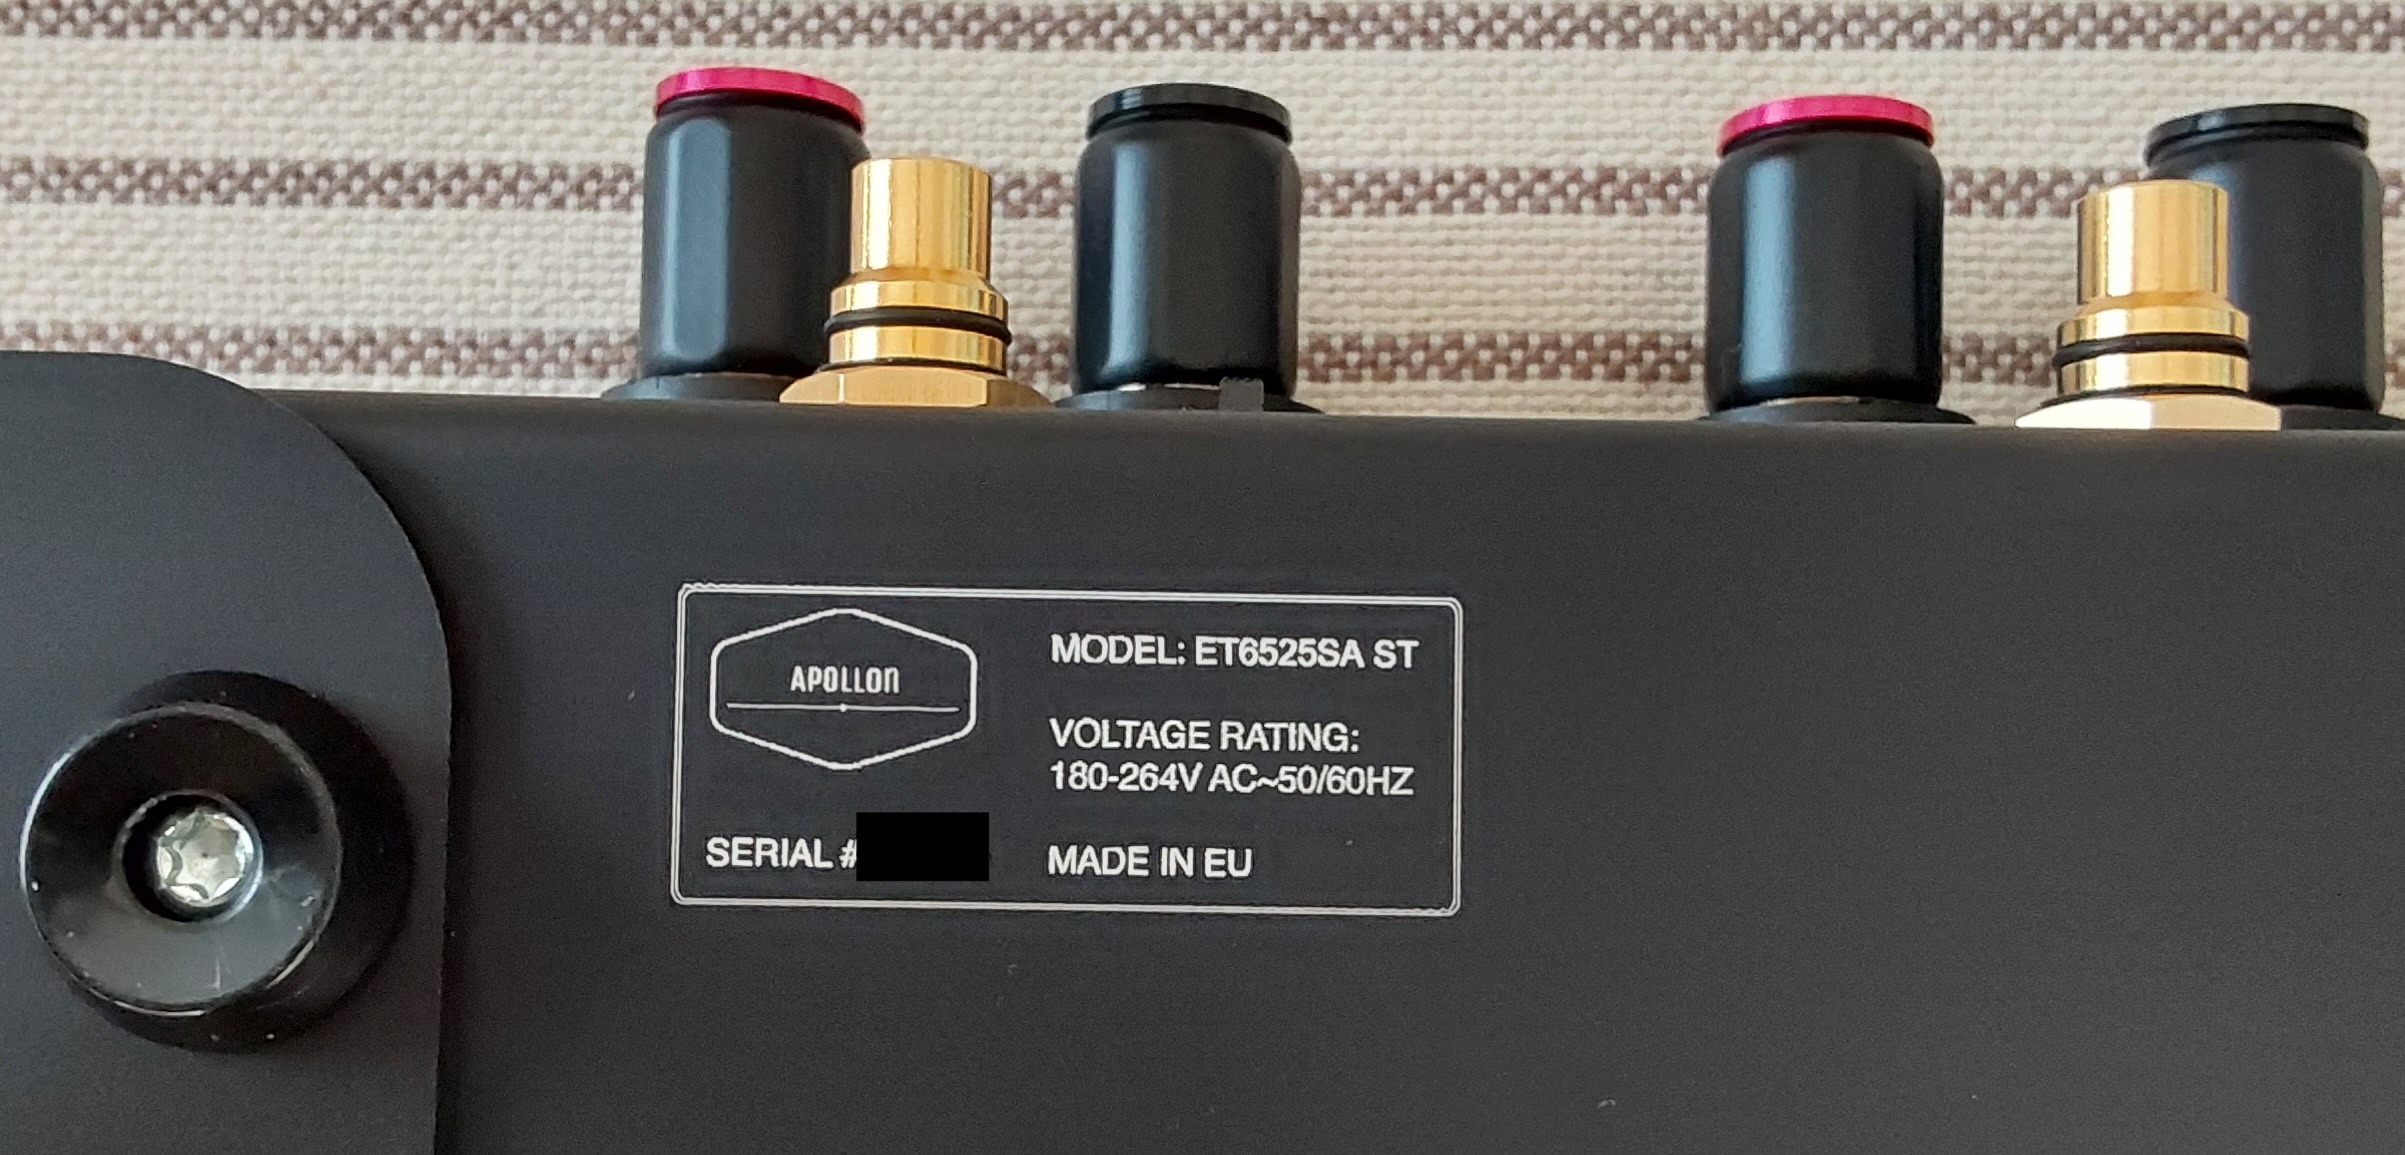 APOLLON
MODEL: ET6525SA ST
VOLTAGE RATING:
180-264V AC~50/60HZ
SERIAL #
MADE IN EU